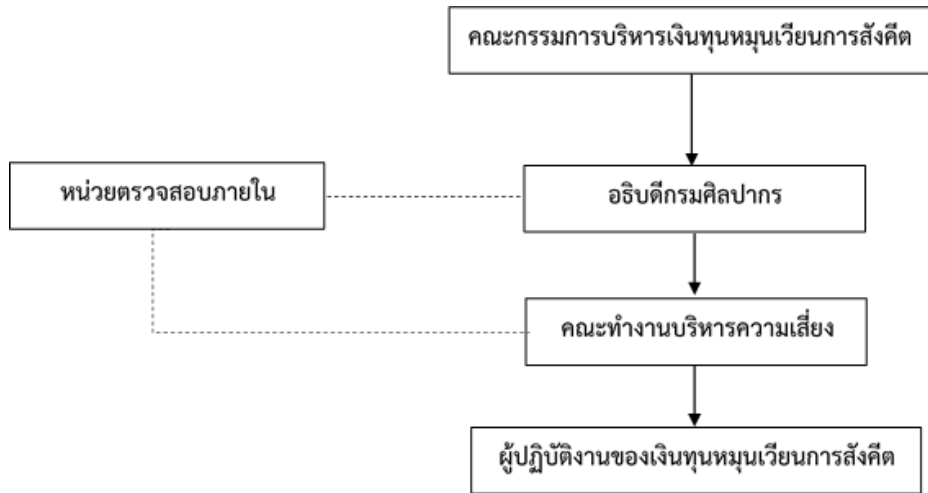 คณะกรรมการบริหารเงินทุนหมุนเวียนการสังคีต
หน่วยตรวจสอบภายใน
อธิบดีกรมศิลปากร
คณะทำงานบริหารความเสี่ยง
ผู้ปฏิบัติงานของเงินทุนหมุนเวียนการสังคีต